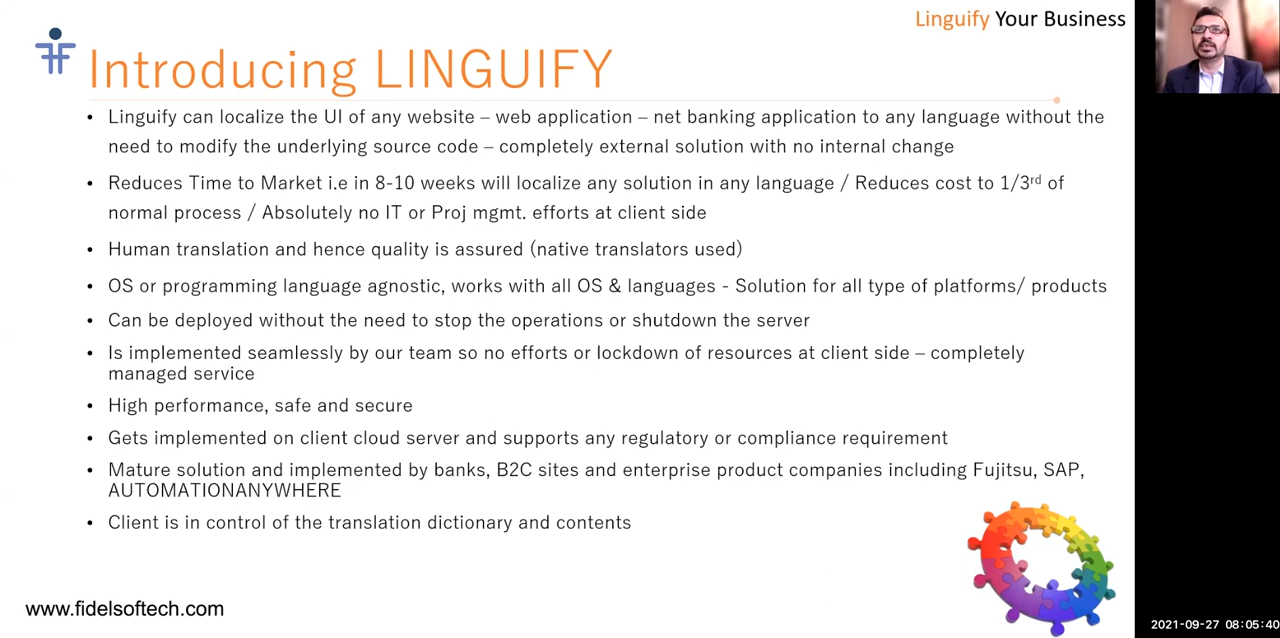 Linguify Your Business
Introducing LINGUIFY
• Linguify can localize the UI of any website – web application – net banking application to any language without the
need to modify the underlying source code – completely external solution with no internal change
• Reduces Time to Market i.e in 8-10 weeks will localize any solution in any language / Reduces cost to 1/3rd of
normal process / Absolutely no IT or Proj mgmt. efforts at client side
• Human translation and hence quality is assured (native translators used)
• OS or programming language agnostic, works with all OS & languages - Solution for all type of platforms/ products
• Can be deployed without the need to stop the operations or shutdown the server
• Is implemented seamlessly by our team so no efforts or lockdown of resources at client side – completely
managed service
• High performance, safe and secure
• Gets implemented on client cloud server and supports any regulatory or compliance requirement
• Mature solution and implemented by banks, B2C sites and enterprise product companies including Fujitsu, SAP,
AUTOMATIONANYWHERE
• Client is in control of the translation dictionary and contents
www.fidelsoftech.com
2021-09-27 08:05:40